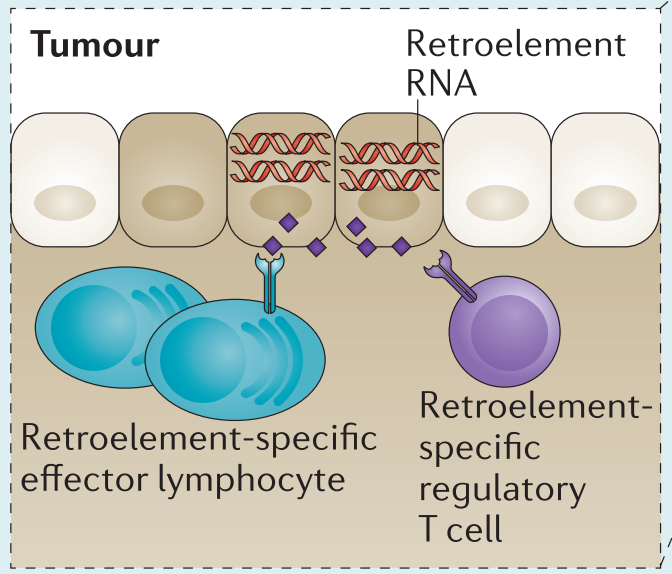 Tumour
Retroelement
RNA
Retroelement-specific
effector lymphocyte
Retroelement-
specific
regulatory
T cell